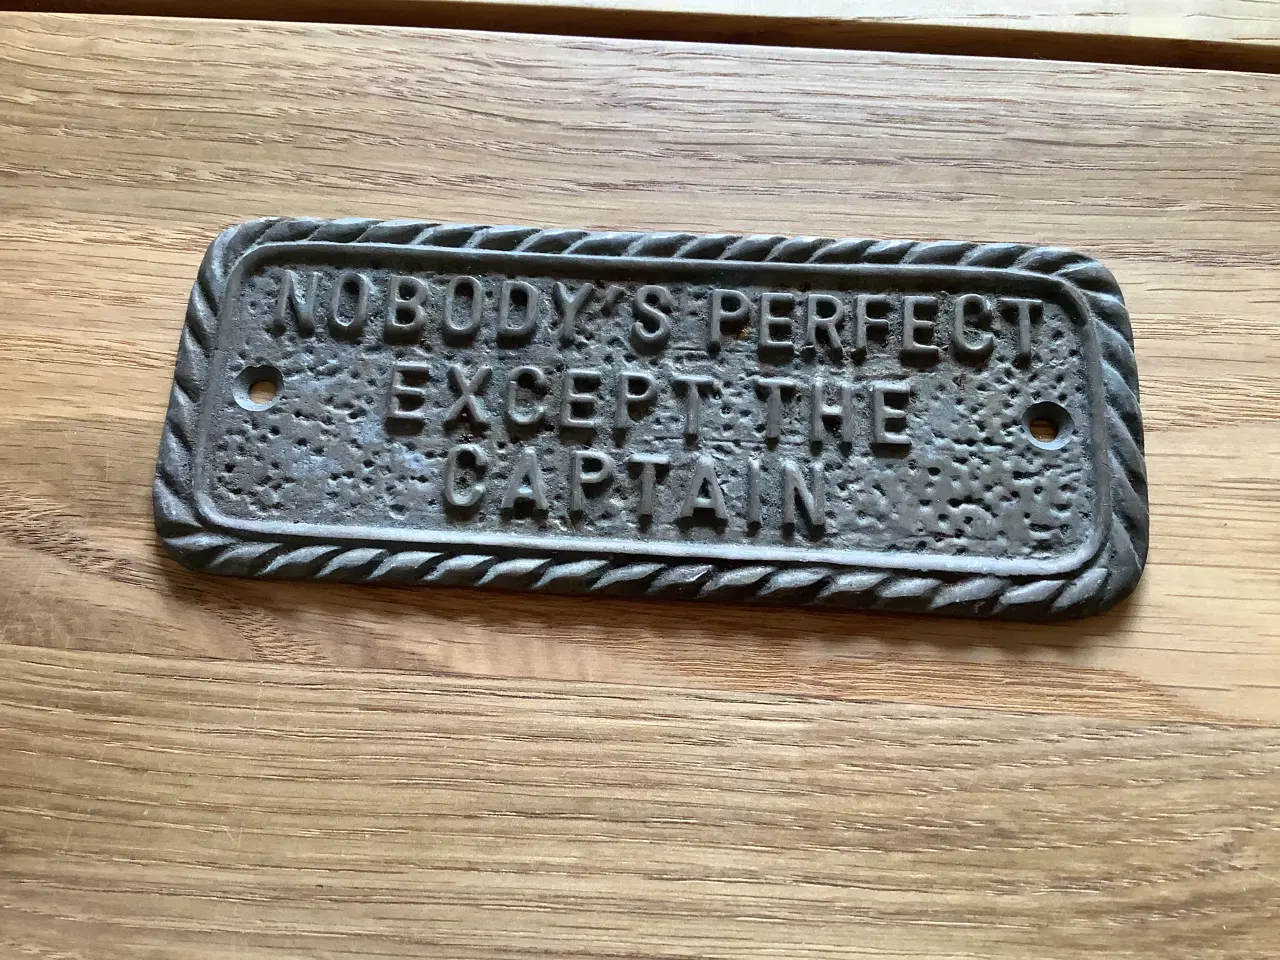 NOBODY'S PERFECT
EXCEPT THE
CAPTAIN